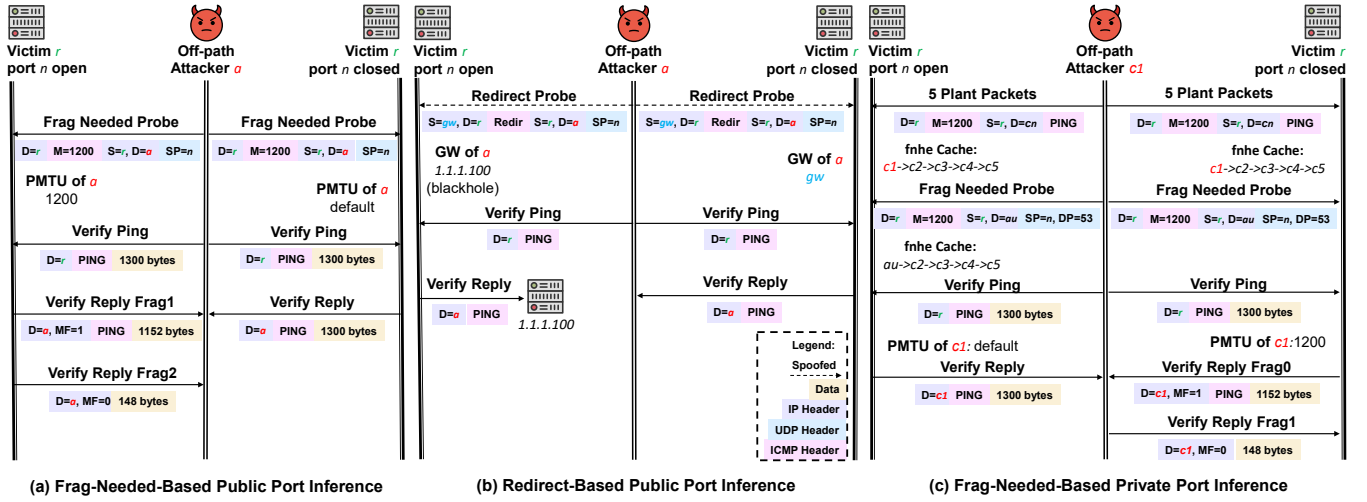 Victim r
port n open
Off-path
Attacker a
Victim r
port n closed
Frag Needed Probe
Frag Needed Probe
D=r M=1200 S=r, D=a SP=n
D=r M=1200 S=r, D=a SP=n
PMTU of a
1200
PMTU of a
default
Verify Ping
Verify Ping
D=r PING 1300 bytes
D=r PING 1300 bytes
Verify Reply Frag1
Verify Reply
D=a, MF=1 PING 1152 bytes
D=a PING 1300 bytes
Verify Reply Frag2
D=a, MF=0 148 bytes
(a) Frag-Needed-Based Public Port Inference
Victim r
port n open
Off-path
Attacker a
Victim r
port n closed
Redirect Probe
Redirect Probe
S=gw, D=r Redir S=r, D=a SP=n
S=gw, D=r Redir S=r, D=a SP=n
GW of a
1.1.1.100
(blackhole)
GW of a
gw
Verify Ping
Verify Ping
D=r PING
D=r PING
Verify Reply
Verify Reply
D=a PING
1.1.1.100
D=a PING
Legend:
Spoofed
Data
IP Header
UDP Header
ICMP Header
(b) Redirect-Based Public Port Inference
Victim r
port n open
Off-path
Attacker c1
Victim r
port n closed
5 Plant Packets
5 Plant Packets
D=r M=1200 S=r, D=cn PING
D=r M=1200 S=r, D=cn PING
fnhe Cache:
c1->c2->c3->c4->c5
fnhe Cache:
c1->c2->c3->c4->c5
Frag Needed Probe
Frag Needed Probe
D=r M=1200 S=r, D=au SP=n, DP=53
D=r M=1200 S=r, D=au SP=n, DP=53
fnhe Cache:
au->c2->c3->c4->c5
Verify Ping
Verify Ping
D=r PING 1300 bytes
D=r PING 1300 bytes
PMTU of c1: default
PMTU of c1:1200
Verify Reply
Verify Reply Frag0
D=c1 PING 1300 bytes
D=c1, MF=1 PING 1152 bytes
Verify Reply Frag1
D=c1, MF=0 148 bytes
(c) Frag-Needed-Based Private Port Inference